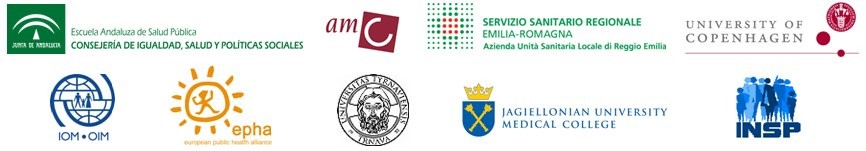 Escuela Andaluza de Salud Pública
JUNTA DE ANDALUCIA
CONSEJERÍA DE IGUALDAD, SALUD Y POLÍTICAS SOCIALES
amC
SERVIZIO SANITARIO REGIONALE
EMILIA-ROMAGNA
Azienda Unità Sanitaria Locale di Reggio Emilia
UNIVERSITY OF
COPENHAGEN
IOM • OIM
epha
european public health alliance
UNIVERSITAS TYRNAVIENSIS
TRNAVA
JAGIELLONIAN UNIVERSITY
MEDICAL COLLEGE
INSP